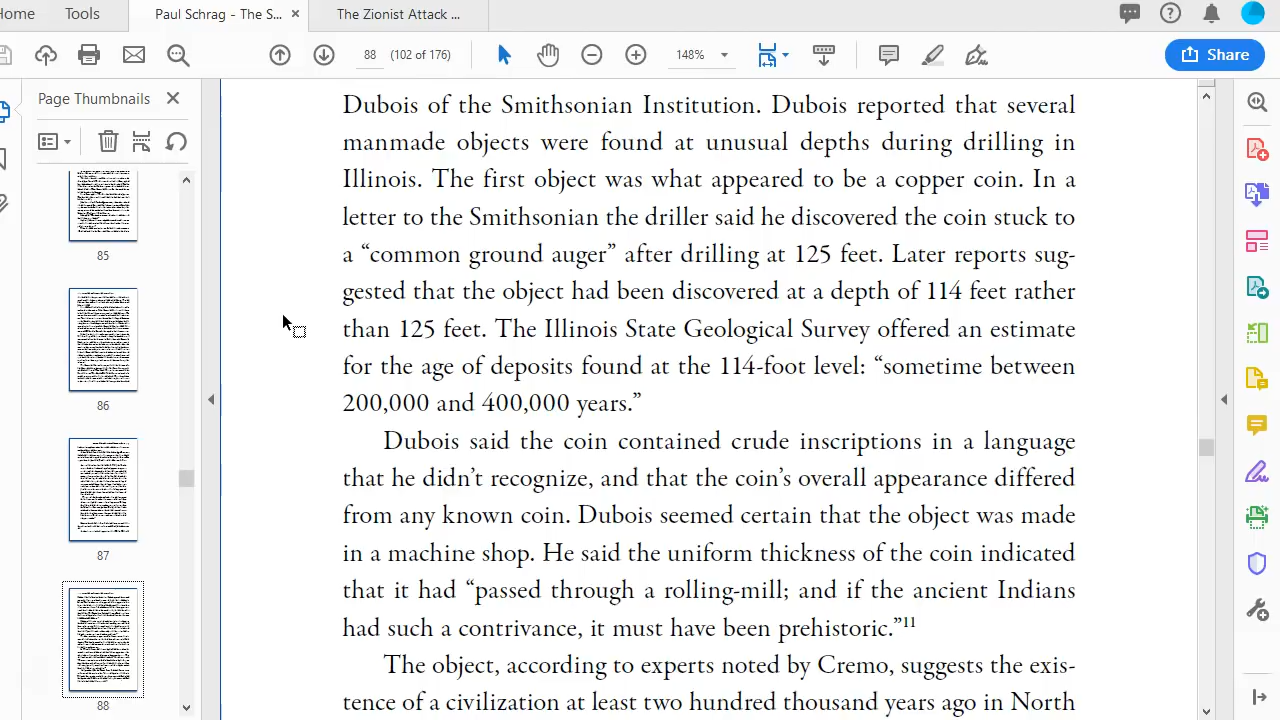 Home
Tools
Paul Schrag - The S...
The Zionist Attack ...
88
(102 of 176)
148%
Share
Page Thumbnails
85
86
87
88
Dubois of the Smithsonian Institution. Dubois reported that several
manmade objects were found at unusual depths during drilling in
Illinois. The first object was what appeared to be a copper coin. In a
letter to the Smithsonian the driller said he discovered the coin stuck to
a “common ground auger” after drilling at 125 feet. Later reports sug-
gested that the object had been discovered at a depth of 114 feet rather
than 125 feet. The Illinois State Geological Survey offered an estimate
for the age of deposits found at the 114-foot level: “sometime between
200,000 and 400,000 years.”
Dubois said the coin contained crude inscriptions in a language
that he didn’t recognize, and that the coin’s overall appearance differed
from any known coin. Dubois seemed certain that the object was made
in a machine shop. He said the uniform thickness of the coin indicated
that it had “passed through a rolling-mill; and if the ancient Indians
had such a contrivance, it must have been prehistoric.”11
The object, according to experts noted by Cremo, suggests the exis-
tence of a civilization at least two hundred thousand years ago in North